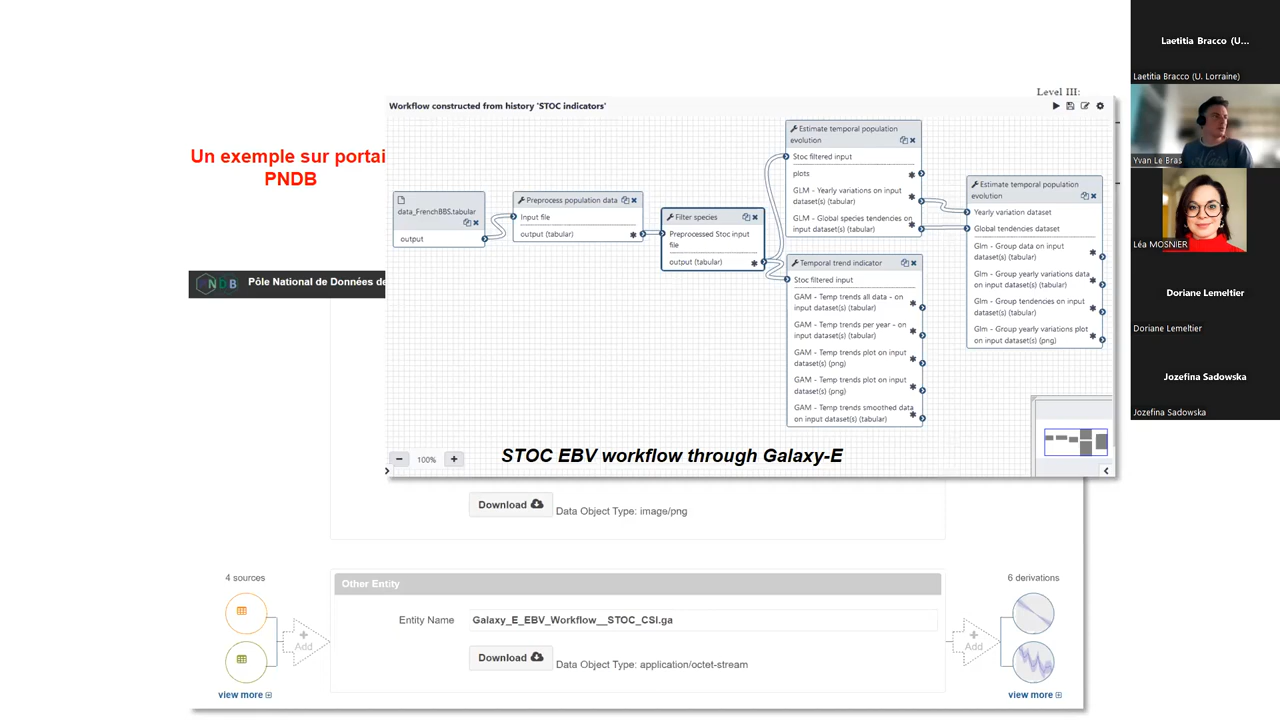 Un exemple sur portai
PNDB
NDB
Pôle National de Données de
Level III:
Workflow constructed from history 'STOC indicators'
data_FrenchBBS.tabular
output
Preprocess population data
Input file
output (tabular)
Filter species
Preprocessed Stoc input
file
output (tabular)
Estimate temporal population
evolution
Stoc filtered input
plots
GLM - Yearly variations on input
dataset(s) (tabular)
GLM - Global species tendencies on
input dataset(s) (tabular)
Temporal trend indicator
Stoc filtered input
GAM - Temp trends all data - on
input dataset(s) (tabular)
GAM - Temp trends per year - on
input dataset(s) (tabular)
GAM - Temp trends plot on input
dataset(s) (png)
GAM - Temp trends plot on input
dataset(s) (png)
GAM - Temp trends smoothed data
on input dataset(s) (tabular)
Estimate temporal population
evolution
Yearly variation dataset
Global tendencies dataset
Glm - Group data on input
dataset(s) (tabular)
Glm - Group yearly variations data
on input dataset(s) (tabular)
Glm - Group tendencies on input
dataset(s) (tabular)
Glm - Group yearly variations plot
on input dataset(s) (png)
100%
STOC EBV workflow through Galaxy-E
Download
Data Object Type: image/png
4 sources
Add
view more
Other Entity
Entity Name
Galaxy_E_EBV_Workflow__STOC_CSI.ga
Download
Data Object Type: application/octet-stream
6 derivations
Add
view more
Laetitia Bracco (U...
Laetitia Bracco (U. Lorraine)
Yvan Le Bras
Léa MOSNIER
Doriane Lemeltier
Doriane Lemeltier
Jozefina Sadowska
Jozefina Sadowska